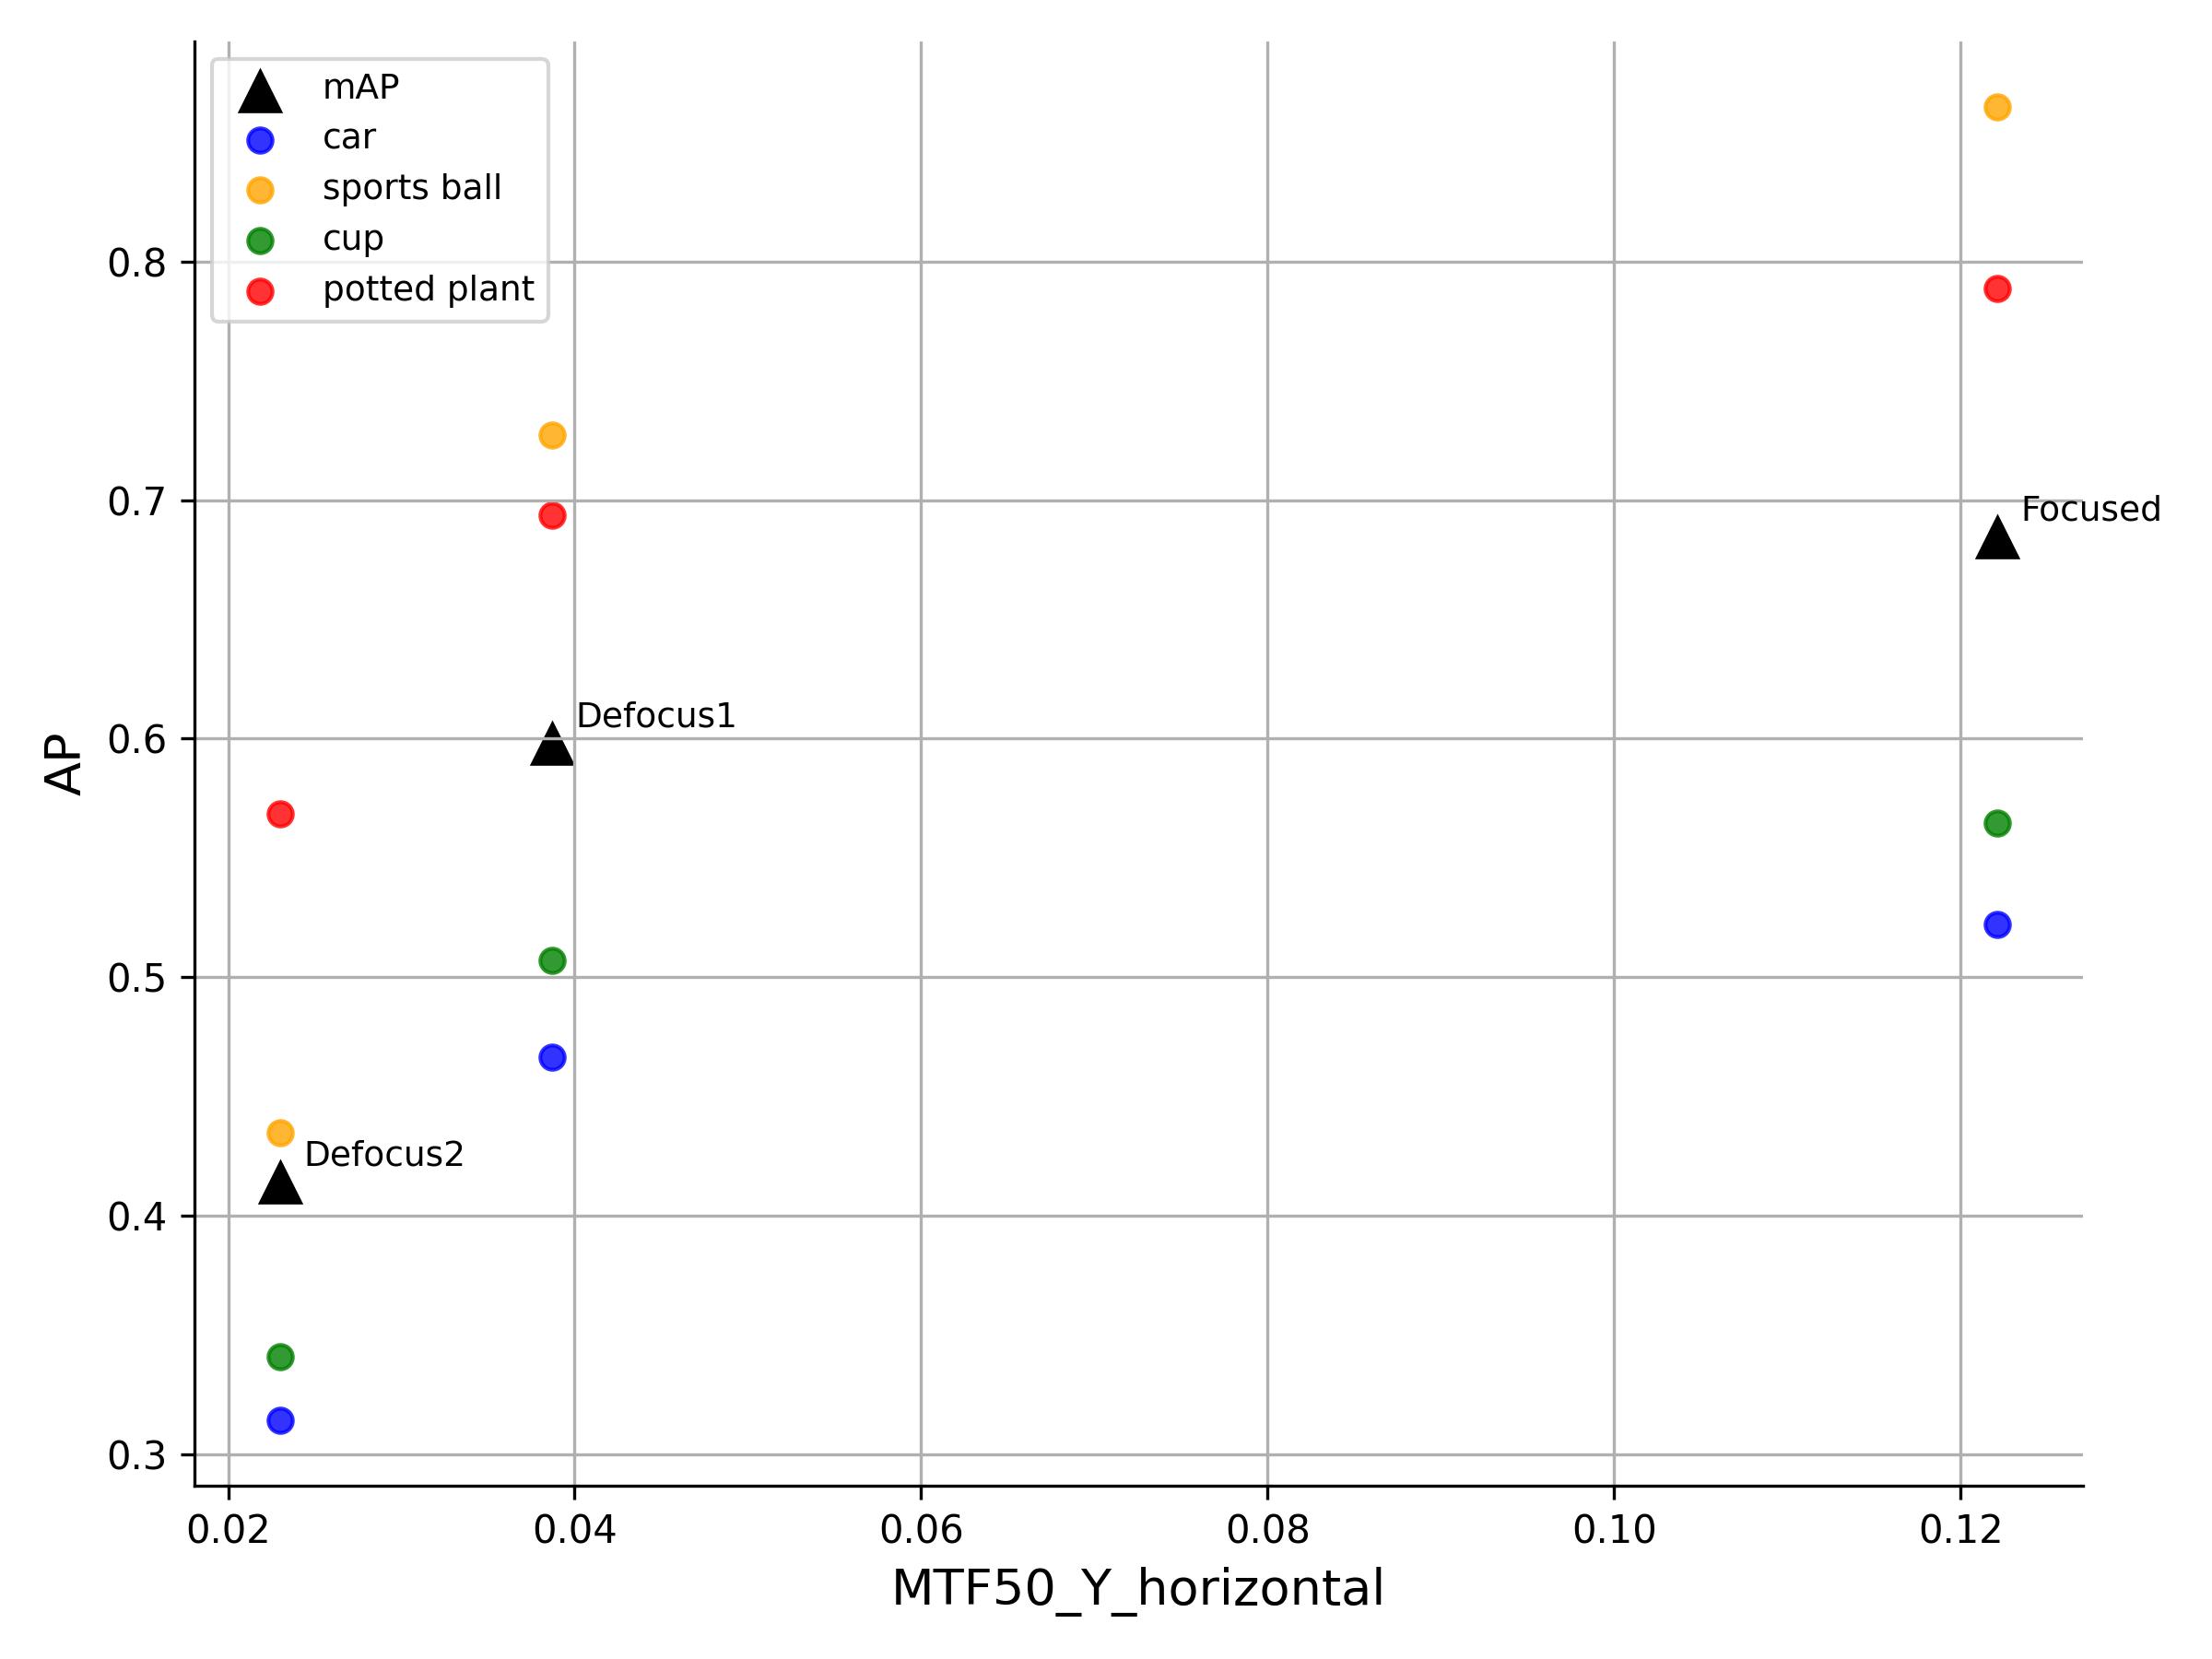 mAP
car
sports ball
cup
potted plant
0.8
0.7
0.6
0.5
0.4
0.3
AP
Focused
Defocus1
Defocus2
0.02 0.04 0.06 0.08 0.10 0.12
MTF50_Y_horizontal